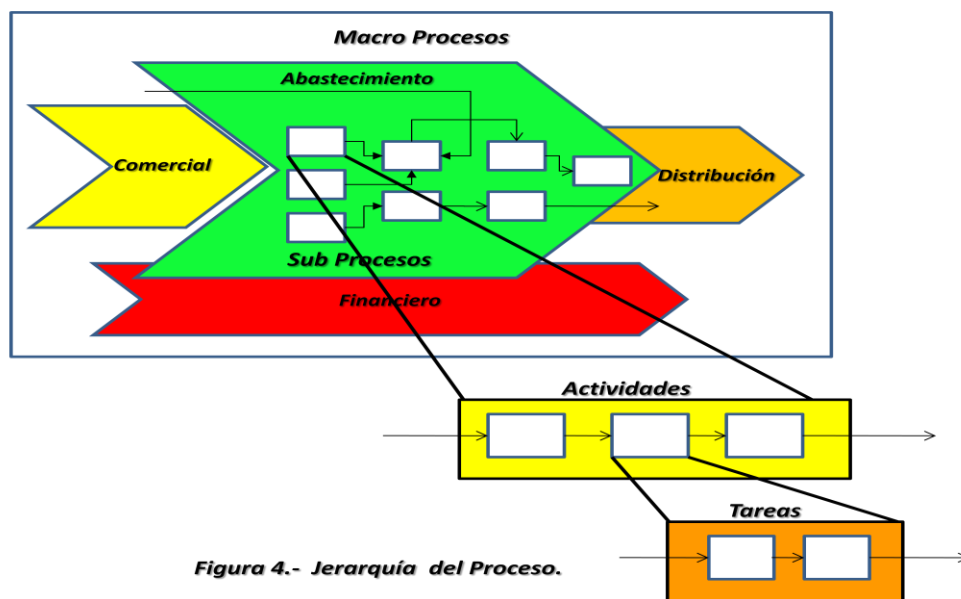 Macro Procesos
Abastecimiento
Comercial
Distribución
Sub Procesos
Financiero
Actividades
Tareas
Figura 4.- Jerarquía del Proceso.